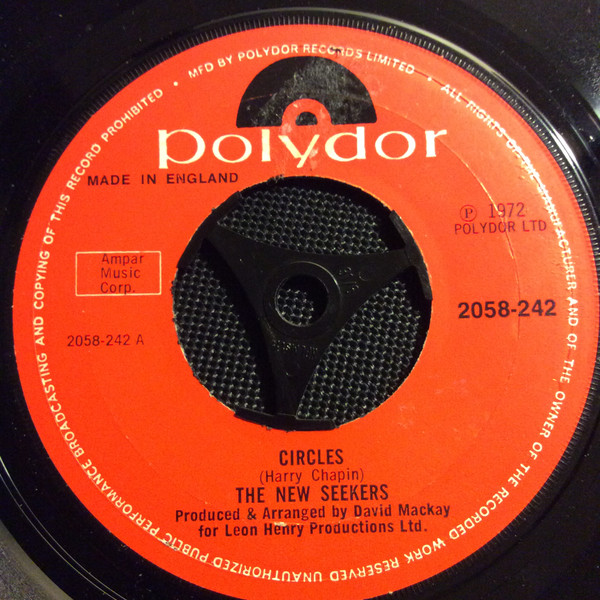 MFD BY POLYDOR RECORDS LIMITED • ALL RIGHTS OF THE MANUFACTURER AND OF THE OWNER OF THE RECORDED WORK RESERVED UNAUTHORIZED PUBLIC PERFORMANCE BROADCASTING AND COPYING OF THIS RECORD PROHIBITED •
polydor
MADE IN ENGLAND
℗ 1972
POLYDOR LTD
Ampar
Music
Corp.
2058-242
2058-242 A
CIRCLES
(Harry Chapin)
THE NEW SEEKERS
Produced & Arranged by David Mackay
for Leon Henry Productions Ltd.